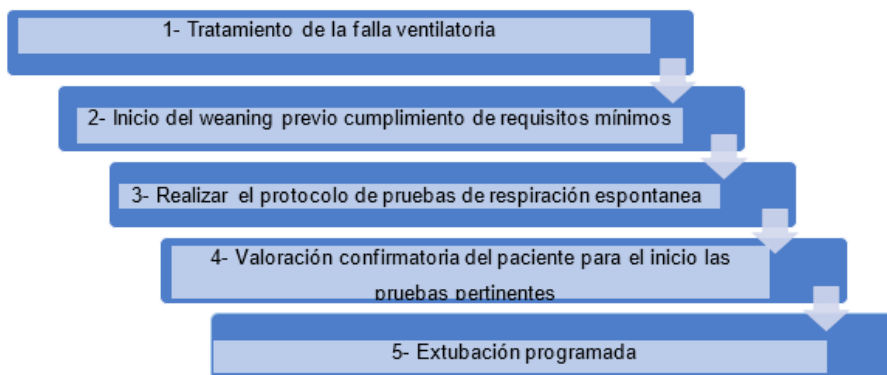 1- Tratamiento de la falla ventilatoria
2- Inicio del weaning previo cumplimiento de requisitos mínimos
3- Realizar el protocolo de pruebas de respiración espontanea
4- Valoración confirmatoria del paciente para el inicio las
pruebas pertinentes
5- Extubación programada